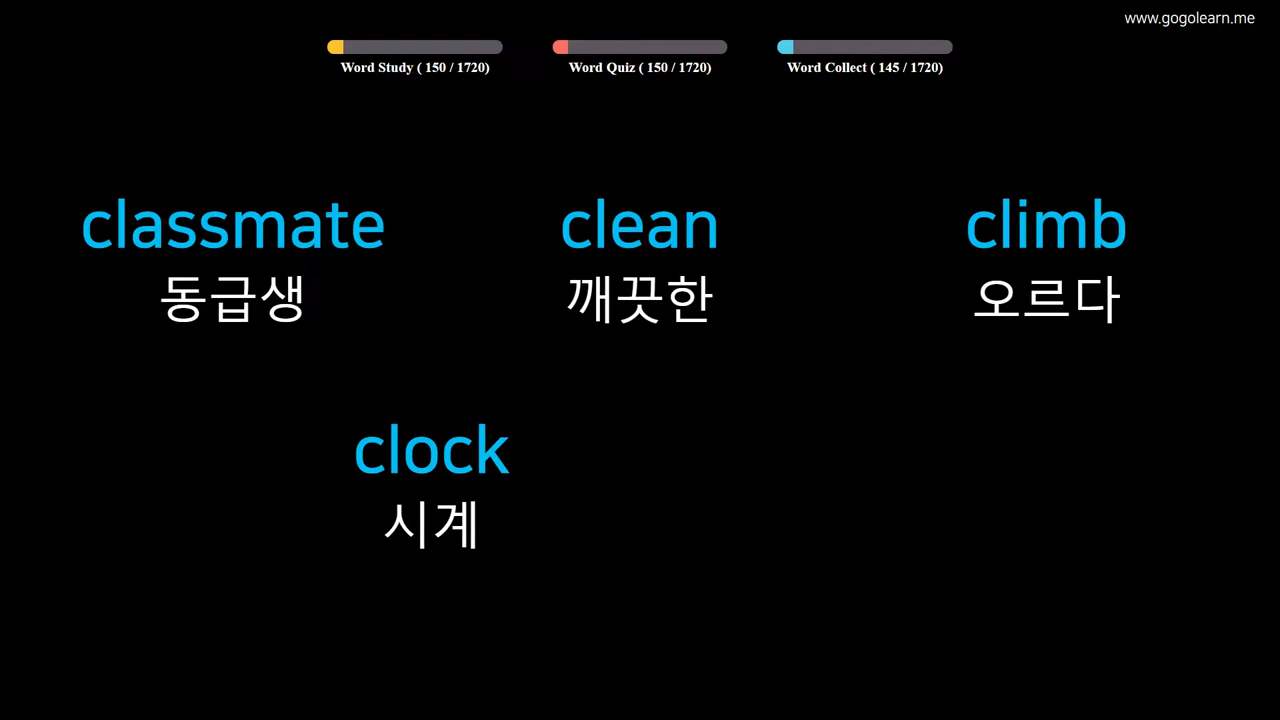 www.gogolearn.me
Word Study ( 150 / 1720)
Word Quiz ( 150 / 1720)
Word Collect ( 145 / 1720)
classmate
동급생
clean
깨끗한
climb
오르다
clock
시계